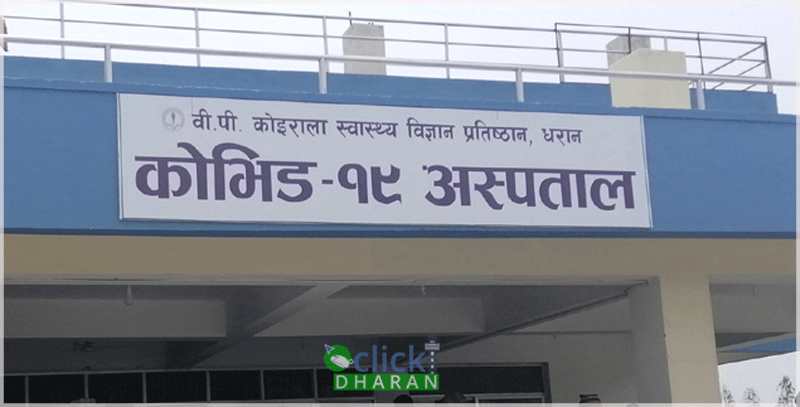 वी.पी. कोइराला स्वास्थ्य विज्ञान प्रतिष्ठान, धरान
कोभिड-१९ अस्पताल
click
DHARAN